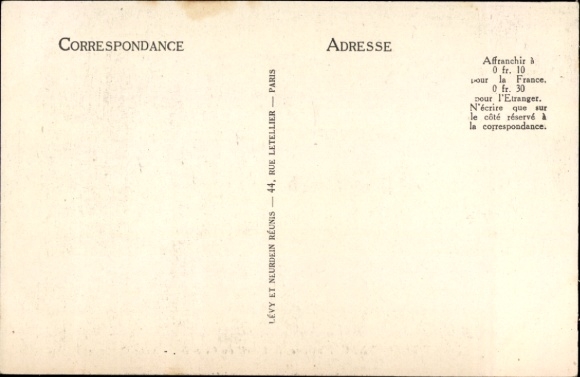 CORRESPONDANCE
ADRESSE
Affranchir à
0 fr. 10
pour la France.
0 fr. 30
pour l'Etranger.
N'écrire que sur
le côté réservé à
la correspondance.
LÉVY ET NEURDEIN RÉUNIS — 44, RUE LETELLIER — PARIS